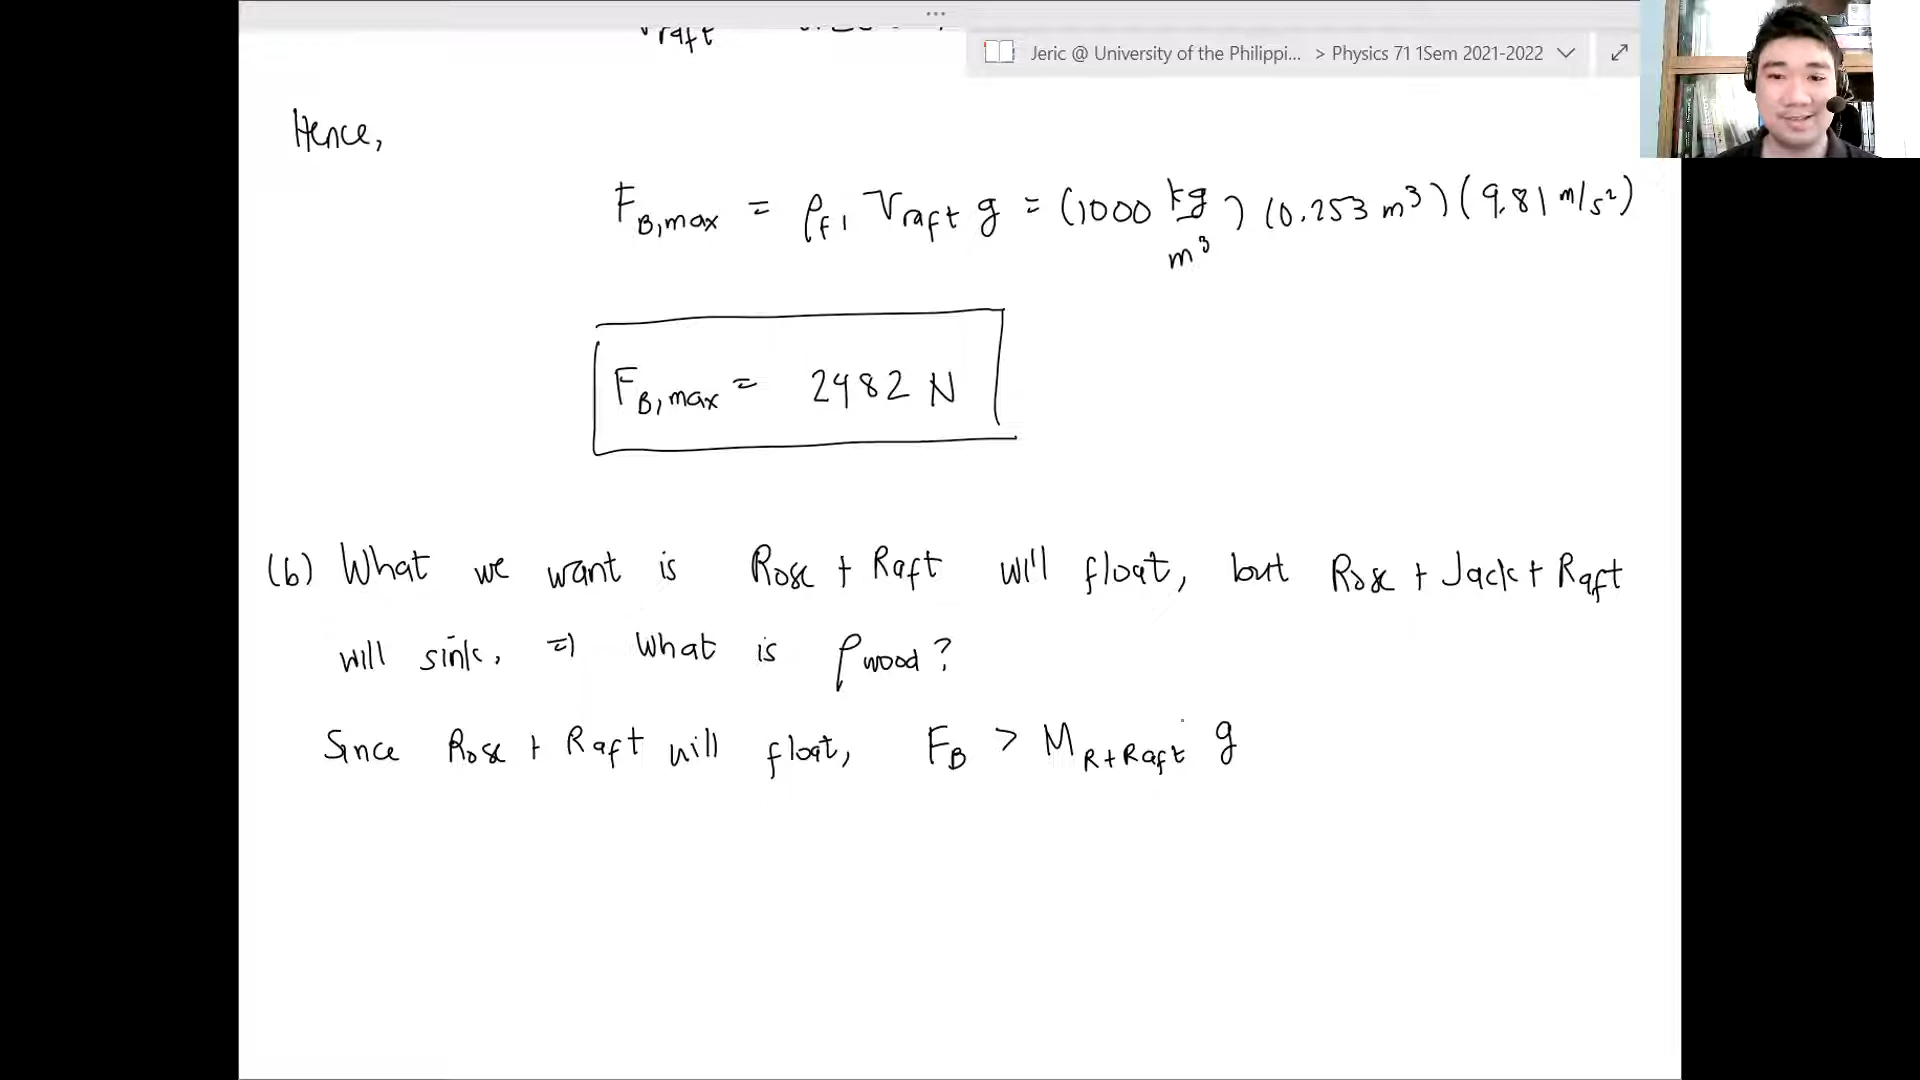 ...
raft
Jeric @ University of the Philippi... > Physics 71 1Sem 2021-2022
Hence,
F_B,max = ρ_fl V_raft g = (1000 kg/m³) (0.253 m³) (9.81 m/s²)
F_B,max = 2482 N
(b) What we want is Rose + Raft will float, but Rose + Jack + Raft
will sink, ⇒ What is ρ_wood?
Since Rose + Raft will float, F_B > M_R+Raft g